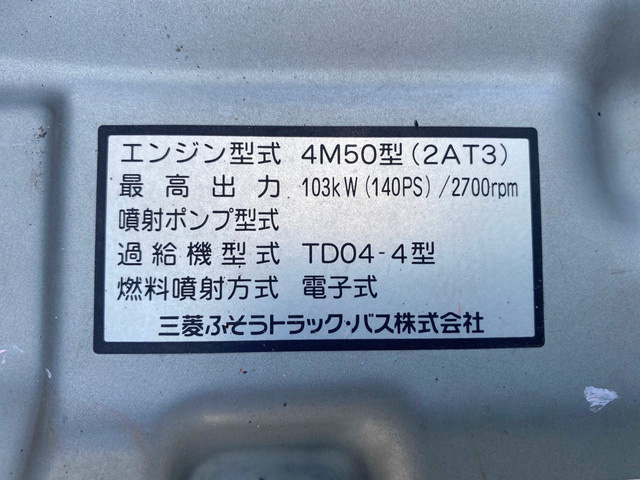 エンジン型式 4M50型(2AT3)
最高出力 103kW(140PS)/2700rpm
噴射ポンプ型式
過給機型式 TD04-4型
燃料噴射方式 電子式
三菱ふそうトラック・バス株式会社